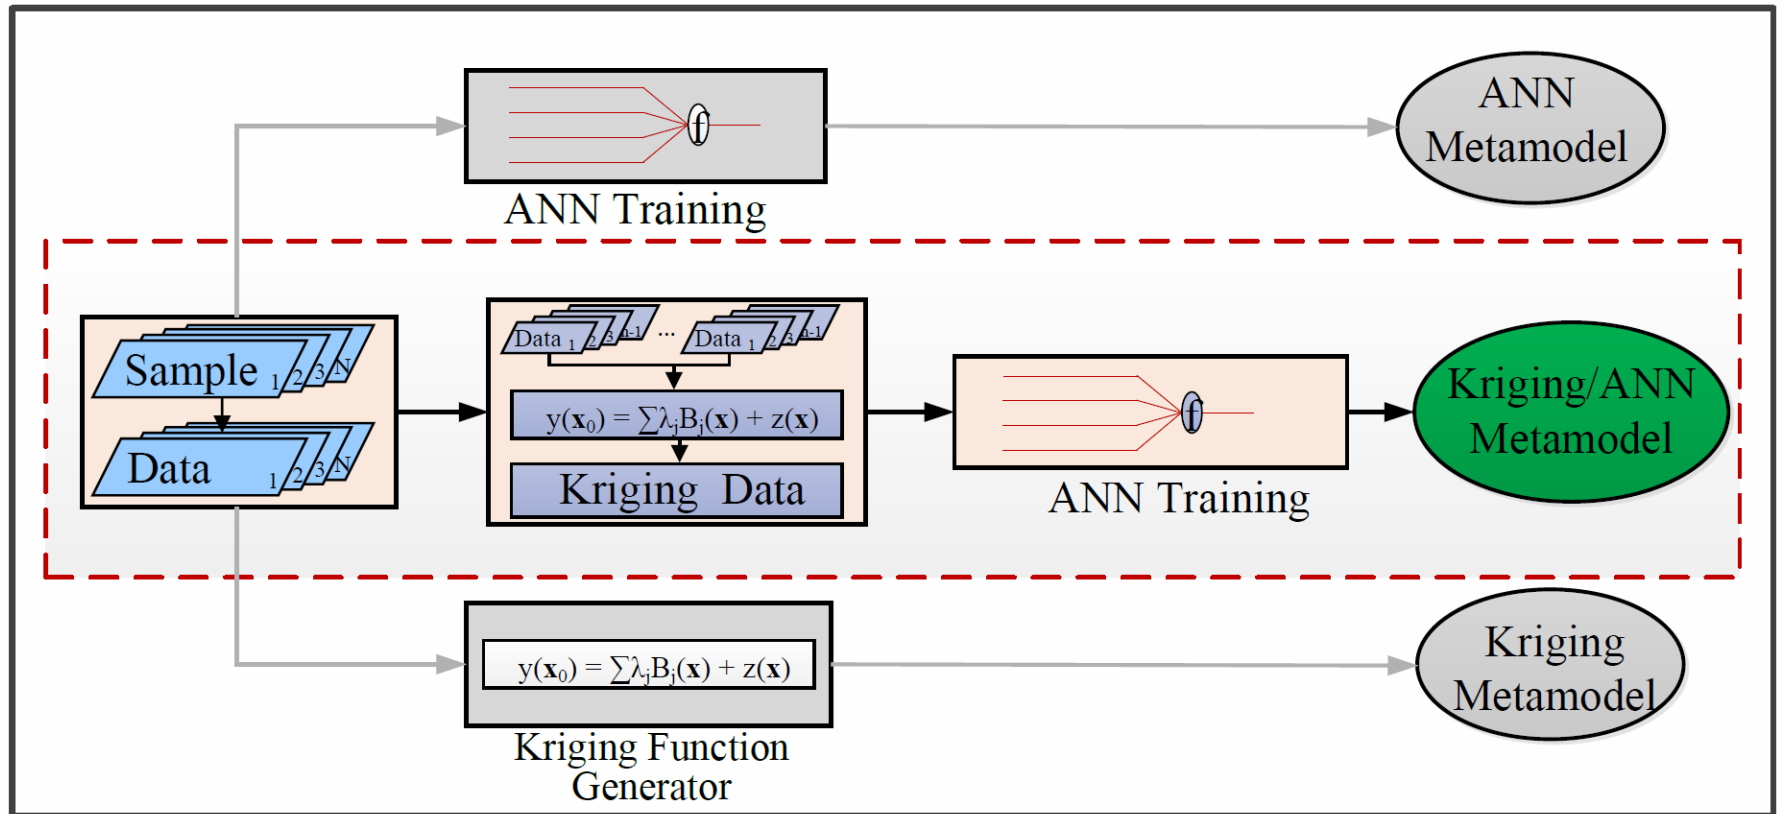 f
ANN Training
ANN
Metamodel
Sample 1 2 3 N
Data 1 2 3 N
Data 1 2 3 n-1 ... Data 1 2 3 n-1
y(x₀) = ∑λⱼBⱼ(x) + z(x)
Kriging Data
f
ANN Training
Kriging/ANN
Metamodel
y(x₀) = ∑λⱼBⱼ(x) + z(x)
Kriging Function
Generator
Kriging
Metamodel